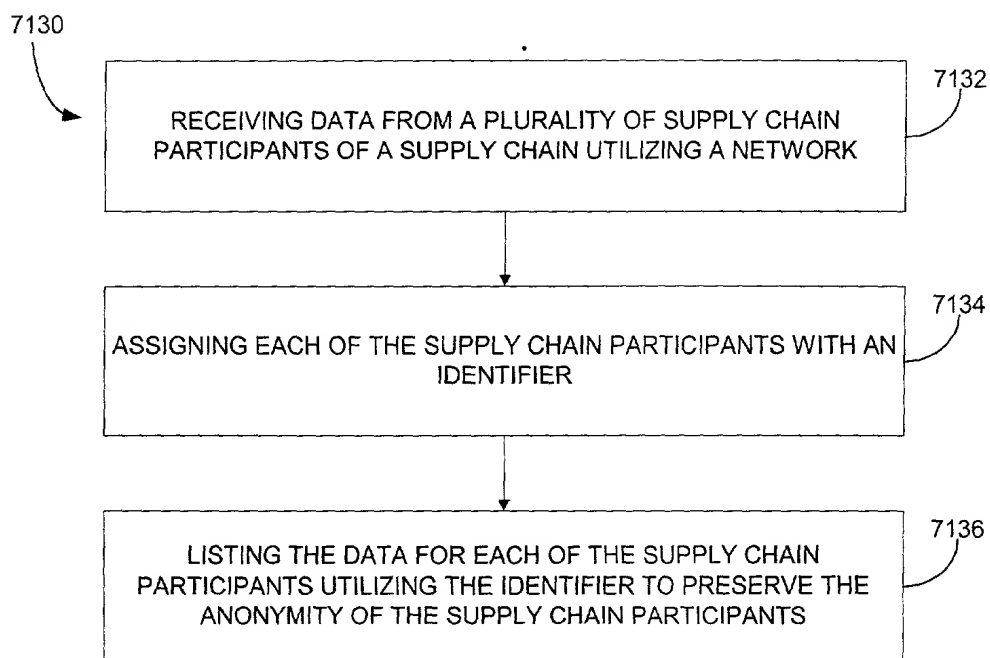 7130
7132
RECEIVING DATA FROM A PLURALITY OF SUPPLY CHAIN
PARTICIPANTS OF A SUPPLY CHAIN UTILIZING A NETWORK
7134
ASSIGNING EACH OF THE SUPPLY CHAIN PARTICIPANTS WITH AN
IDENTIFIER
7136
LISTING THE DATA FOR EACH OF THE SUPPLY CHAIN
PARTICIPANTS UTILIZING THE IDENTIFIER TO PRESERVE THE
ANONYMITY OF THE SUPPLY CHAIN PARTICIPANTS